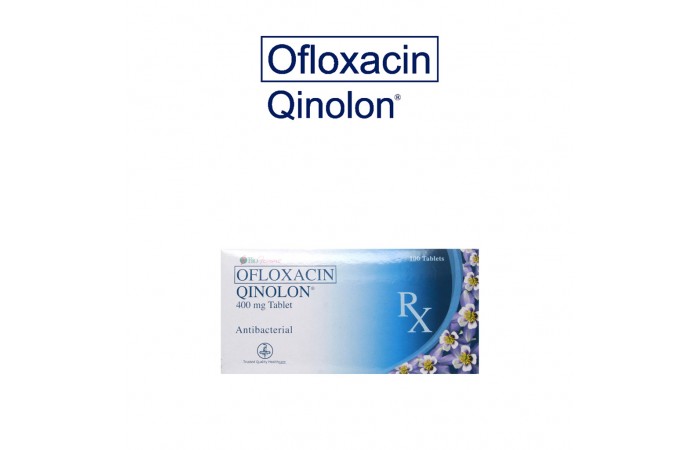 Ofloxacin
Qinolon®
100 Tablets
OFLOXACIN
QINOLON®
400 mg Tablet
RX
Antibacterial